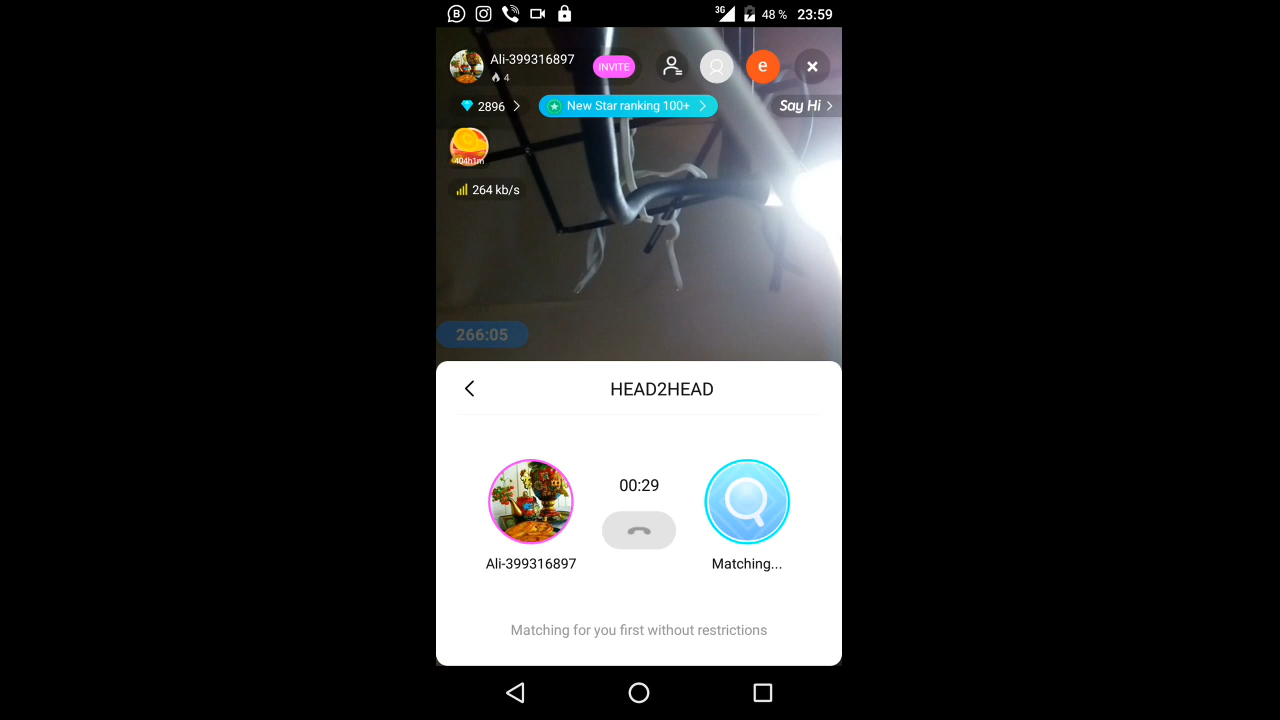 3G 48 % 23:59
Ali-399316897 INVITE e
4
2896 New Star ranking 100+ Say Hi
404h1m
264 kb/s
266:05
HEAD2HEAD
00:29
Ali-399316897 Matching...
Matching for you first without restrictions